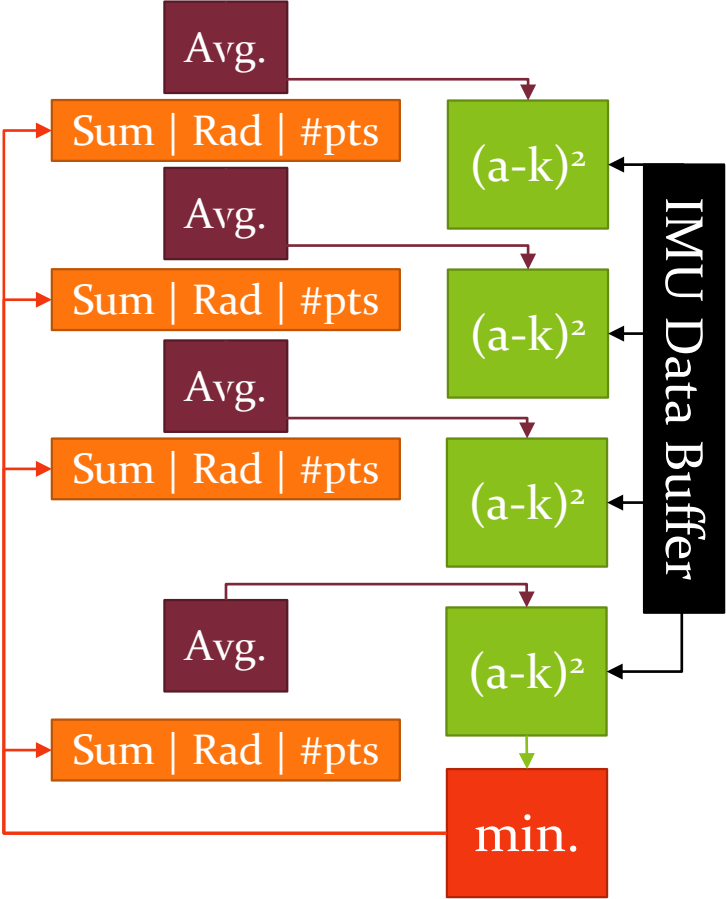 Avg.
Sum | Rad | #pts
(a-k)²
Avg.
Sum | Rad | #pts
(a-k)²
Avg.
Sum | Rad | #pts
(a-k)²
Avg.
(a-k)²
Sum | Rad | #pts
min.
IMU Data Buffer